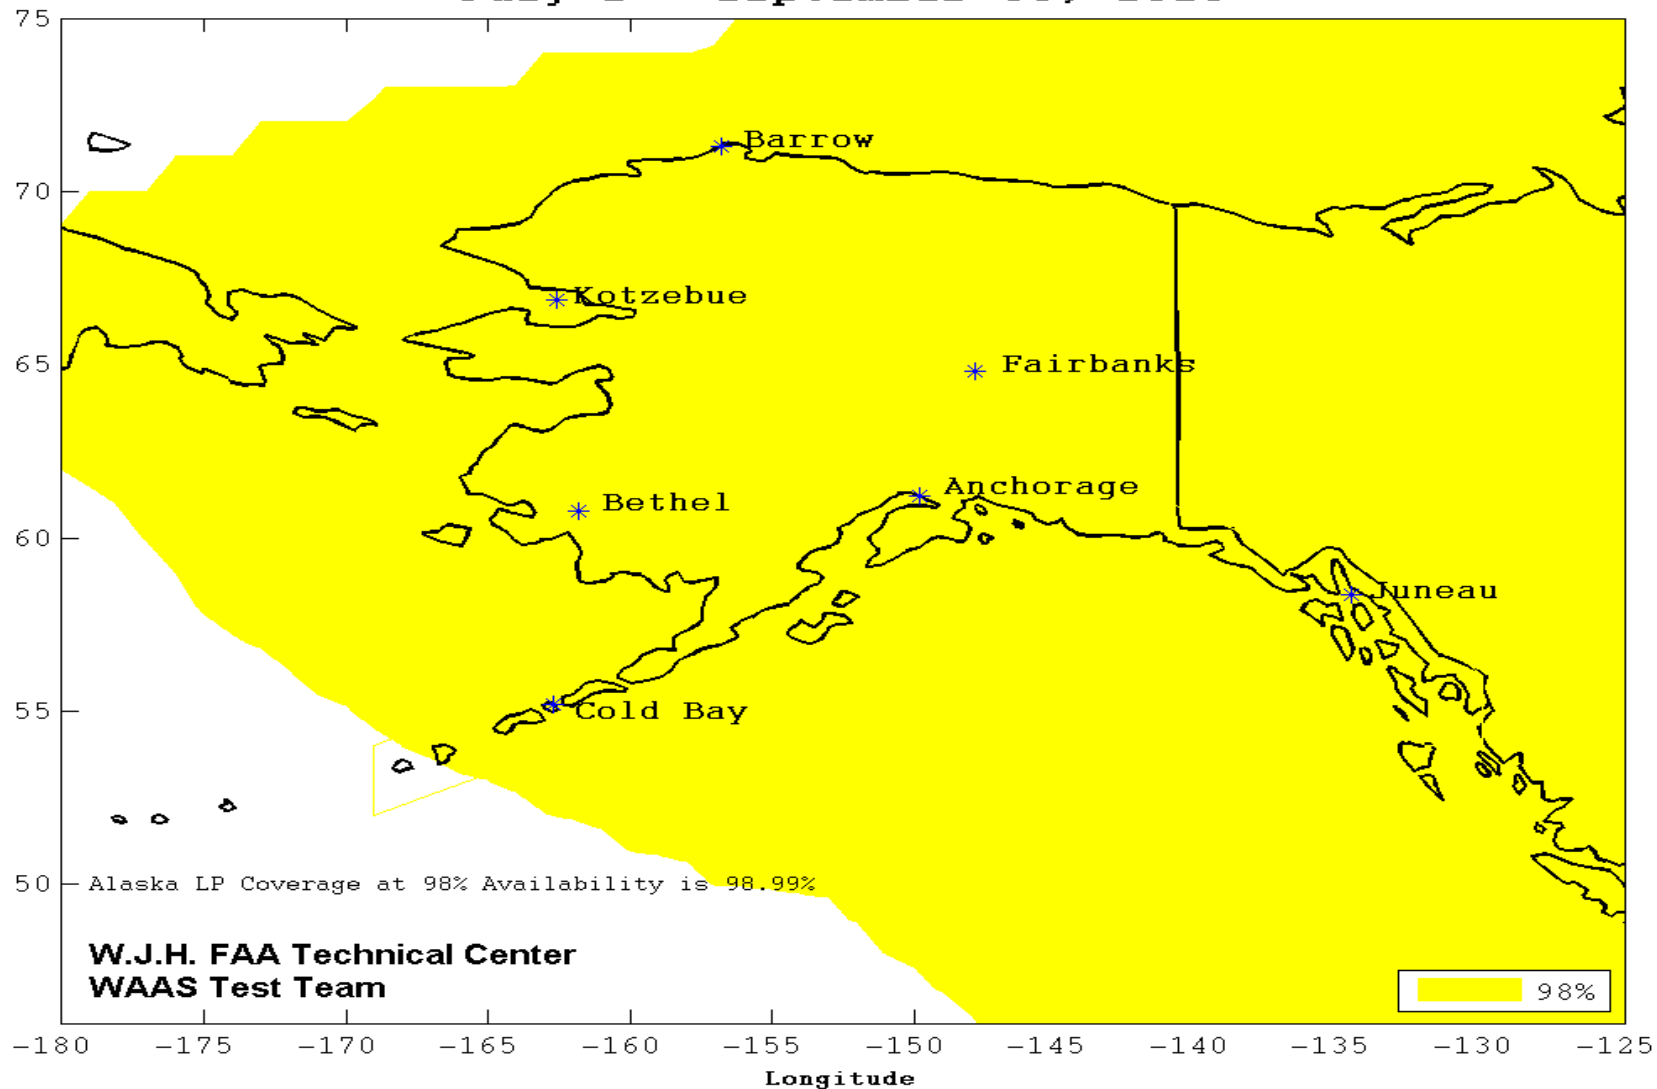 75
Barrow
70
Kotzebue
65
Fairbanks
Anchorage
Bethel
60
Juneau
55
Cold Bay
50
Alaska LP Coverage at 98% Availability is 98.99%
W.J.H. FAA Technical Center
WAAS Test Team
98%
-180 -175 -170 -165 -160 -155 -150 -145 -140 -135 -130 -125
Longitude